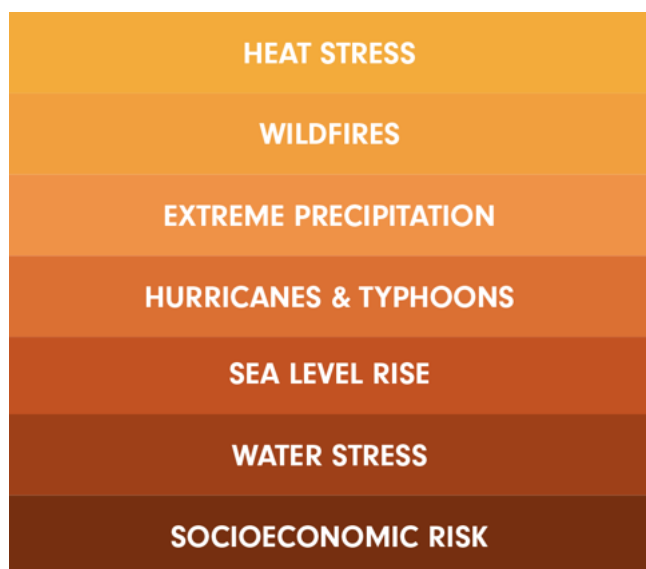 HEAT STRESS
WILDFIRES
EXTREME PRECIPITATION
HURRICANES & TYPHOONS
SEA LEVEL RISE
WATER STRESS
SOCIOECONOMIC RISK